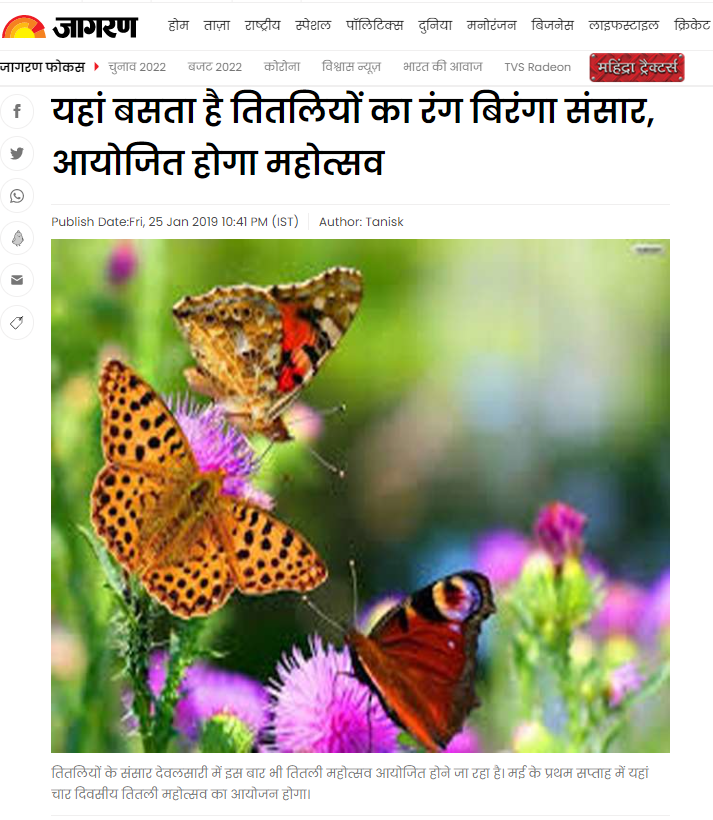 जागरण
होम ताज़ा राष्ट्रीय स्पेशल पॉलिटिक्स दुनिया मनोरंजन बिजनेस लाइफस्टाइल क्रिकेट
जागरण फोकस चुनाव 2022 बजट 2022 कोरोना विश्वास न्यूज़ भारत की आवाज TVS Radeon महिंद्रा ट्रैक्टर्स
यहां बसता है तितलियों का रंग बिरंगा संसार,
आयोजित होगा महोत्सव
Publish Date:Fri, 25 Jan 2019 10:41 PM (IST) Author: Tanisk
तितलियों के संसार देवलसारी में इस बार भी तितली महोत्सव आयोजित होने जा रहा है। मई के प्रथम सप्ताह में यहां
चार दिवसीय तितली महोत्सव का आयोजन होगा।